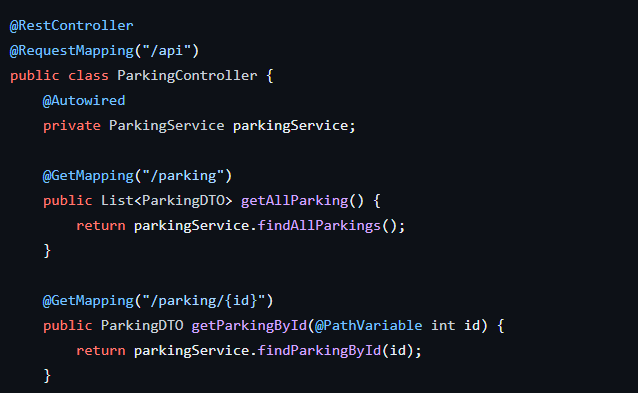 @RestController
@RequestMapping("/api")
public class ParkingController {
    @Autowired
    private ParkingService parkingService;

    @GetMapping("/parking")
    public List<ParkingDTO> getAllParking() {
        return parkingService.findAllParkings();
    }

    @GetMapping("/parking/{id}")
    public ParkingDTO getParkingById(@PathVariable int id) {
        return parkingService.findParkingById(id);
    }